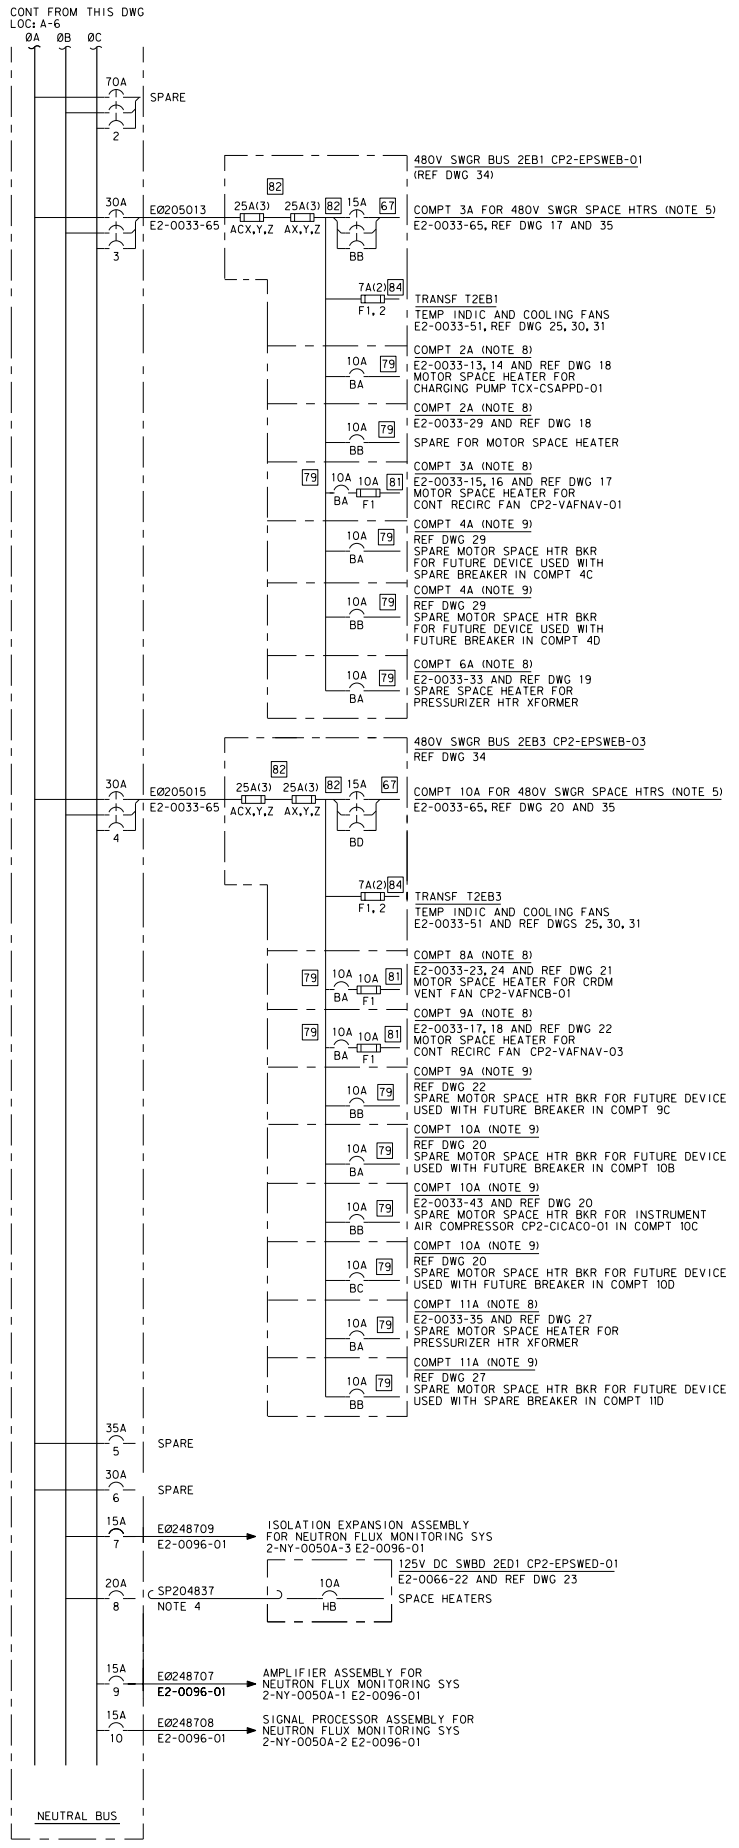 CONT FROM THIS DWG
LOC: A-6
ØA ØB ØC
70A
SPARE
2
480V SWGR BUS 2EB1 CP2-EPSWEB-01
(REF DWG 34)
82
30A
EØ205013
25A(3) 25A(3) 82 15A 67
COMPT 3A FOR 480V SWGR SPACE HTRS (NOTE 5)
E2-0033-65
ACX,Y,Z AX,Y,Z
E2-0033-65, REF DWG 17 AND 35
3
BB
7A(2) 84
F1, 2
TRANSF T2EB1
TEMP INDIC AND COOLING FANS
E2-0033-51, REF DWG 25, 30, 31
COMPT 2A (NOTE 8)
10A 79
BA
E2-0033-13, 14 AND REF DWG 18
MOTOR SPACE HEATER FOR
CHARGING PUMP TCX-CSAPPD-01
COMPT 2A (NOTE 8)
10A 79
BB
E2-0033-29 AND REF DWG 18
SPARE FOR MOTOR SPACE HEATER
COMPT 3A (NOTE 8)
79 10A 10A 81
BA F1
E2-0033-15, 16 AND REF DWG 17
MOTOR SPACE HEATER FOR
CONT RECIRC FAN CP2-VAFNAV-01
COMPT 4A (NOTE 9)
10A 79
BA
REF DWG 29
SPARE MOTOR SPACE HTR BKR
FOR FUTURE DEVICE USED WITH
SPARE BREAKER IN COMPT 4C
COMPT 4A (NOTE 9)
10A 79
BB
REF DWG 29
SPARE MOTOR SPACE HTR BKR
FOR FUTURE DEVICE USED WITH
FUTURE BREAKER IN COMPT 4D
COMPT 6A (NOTE 8)
10A 79
BA
E2-0033-33 AND REF DWG 19
SPARE SPACE HEATER FOR
PRESSURIZER HTR XFORMER
480V SWGR BUS 2EB3 CP2-EPSWEB-03
REF DWG 34
82
30A
EØ205015
25A(3) 25A(3) 82 15A 67
COMPT 10A FOR 480V SWGR SPACE HTRS (NOTE 5)
E2-0033-65
ACX,Y,Z AX,Y,Z
E2-0033-65, REF DWG 20 AND 35
4
BD
7A(2) 84
F1, 2
TRANSF T2EB3
TEMP INDIC AND COOLING FANS
E2-0033-51 AND REF DWGS 25, 30, 31
COMPT 8A (NOTE 8)
79 10A 10A 81
BA F1
E2-0033-23, 24 AND REF DWG 21
MOTOR SPACE HEATER FOR CRDM
VENT FAN CP2-VAFNCB-01
COMPT 9A (NOTE 8)
79 10A 10A 81
BA F1
E2-0033-17, 18 AND REF DWG 22
MOTOR SPACE HEATER FOR
CONT RECIRC FAN CP2-VAFNAV-03
COMPT 9A (NOTE 9)
10A 79
BB
REF DWG 22
SPARE MOTOR SPACE HTR BKR FOR FUTURE DEVICE
USED WITH FUTURE BREAKER IN COMPT 9C
COMPT 10A (NOTE 9)
10A 79
BA
REF DWG 20
SPARE MOTOR SPACE HTR BKR FOR FUTURE DEVICE
USED WITH FUTURE BREAKER IN COMPT 10B
COMPT 10A (NOTE 9)
10A 79
BB
E2-0033-43 AND REF DWG 20
SPARE MOTOR SPACE HTR BKR FOR INSTRUMENT
AIR COMPRESSOR CP2-CICACO-01 IN COMPT 10C
COMPT 10A (NOTE 9)
10A 79
BC
REF DWG 20
SPARE MOTOR SPACE HTR BKR FOR FUTURE DEVICE
USED WITH FUTURE BREAKER IN COMPT 10D
COMPT 11A (NOTE 8)
10A 79
BA
E2-0033-35 AND REF DWG 27
SPARE MOTOR SPACE HEATER FOR
PRESSURIZER HTR XFORMER
COMPT 11A (NOTE 9)
10A 79
BB
REF DWG 27
SPARE MOTOR SPACE HTR BKR FOR FUTURE DEVICE
USED WITH SPARE BREAKER IN COMPT 11D
35A
5
SPARE
30A
6
SPARE
15A
7
EØ248709
E2-0096-01
ISOLATION EXPANSION ASSEMBLY
FOR NEUTRON FLUX MONITORING SYS
2-NY-0050A-3 E2-0096-01
125V DC SWBD 2ED1 CP2-EPSWED-01
E2-0066-22 AND REF DWG 23
20A
8
SP204837
NOTE 4
10A
HB
SPACE HEATERS
15A
9
EØ248707
E2-0096-01
AMPLIFIER ASSEMBLY FOR
NEUTRON FLUX MONITORING SYS
2-NY-0050A-1 E2-0096-01
15A
10
EØ248708
E2-0096-01
SIGNAL PROCESSOR ASSEMBLY FOR
NEUTRON FLUX MONITORING SYS
2-NY-0050A-2 E2-0096-01
NEUTRAL BUS